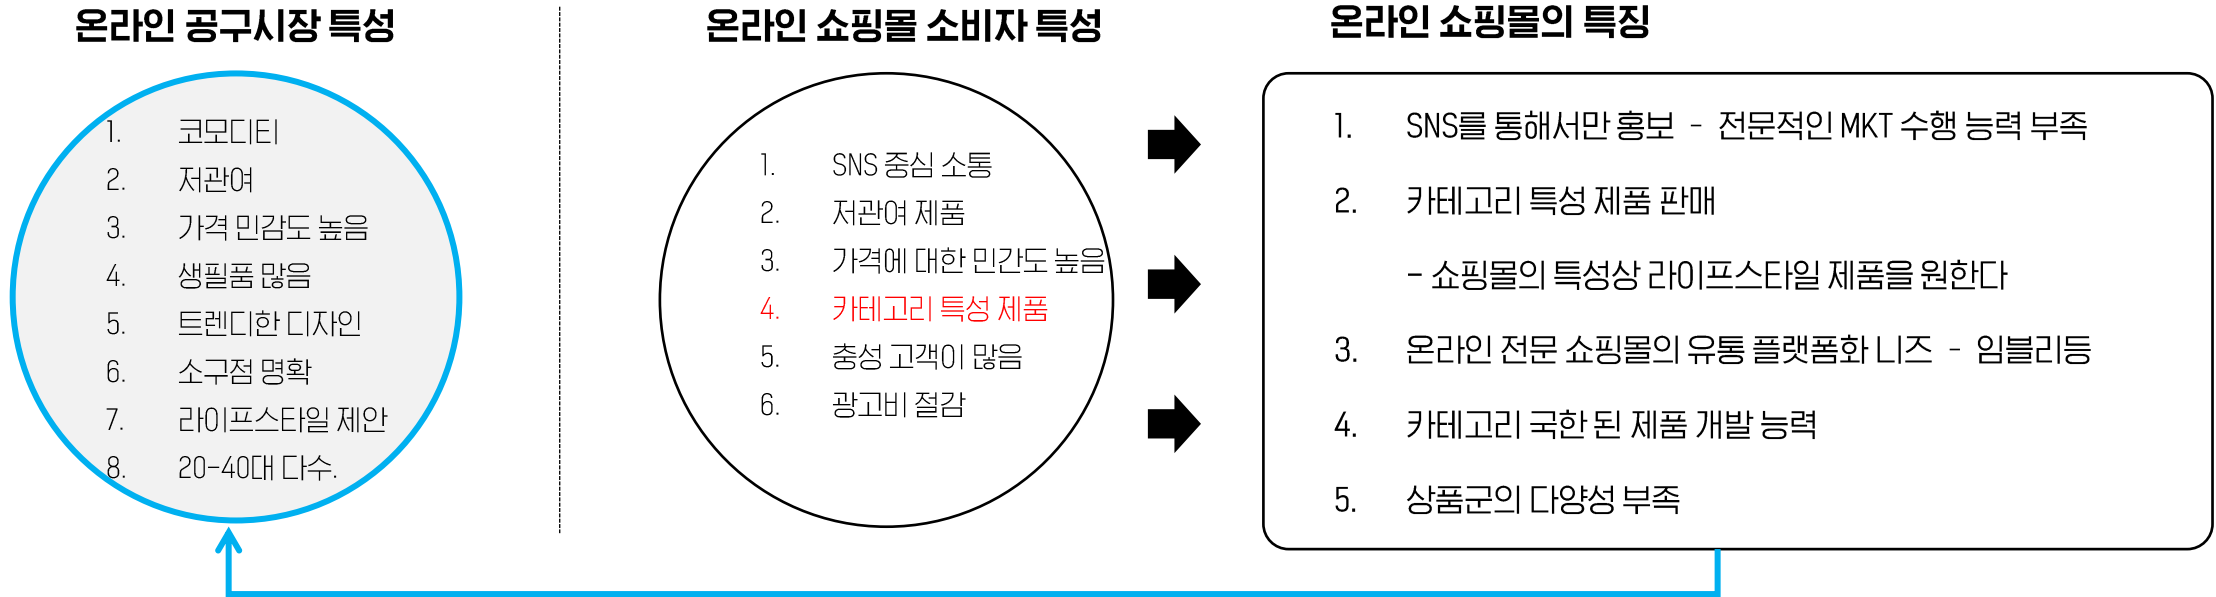 온라인 공구시장 특성
1. 코모디티
2. 저관여
3. 가격 민감도 높음
4. 생필품 많음
5. 트렌디한 디자인
6. 소구점 명확
7. 라이프스타일 제안
8. 20-40대 다수.
온라인 쇼핑몰 소비자 특성
1. SNS 중심 소통
2. 저관여 제품
3. 가격에 대한 민간도 높음
4. 카테고리 특성 제품
5. 충성 고객이 많음
6. 광고비 절감
온라인 쇼핑몰의 특징
1. SNS를 통해서만 홍보 - 전문적인 MKT 수행 능력 부족
2. 카테고리 특성 제품 판매
- 쇼핑몰의 특성상 라이프스타일 제품을 원한다
3. 온라인 전문 쇼핑몰의 유통 플랫폼화 니즈 - 임블리등
4. 카테고리 국한 된 제품 개발 능력
5. 상품군의 다양성 부족